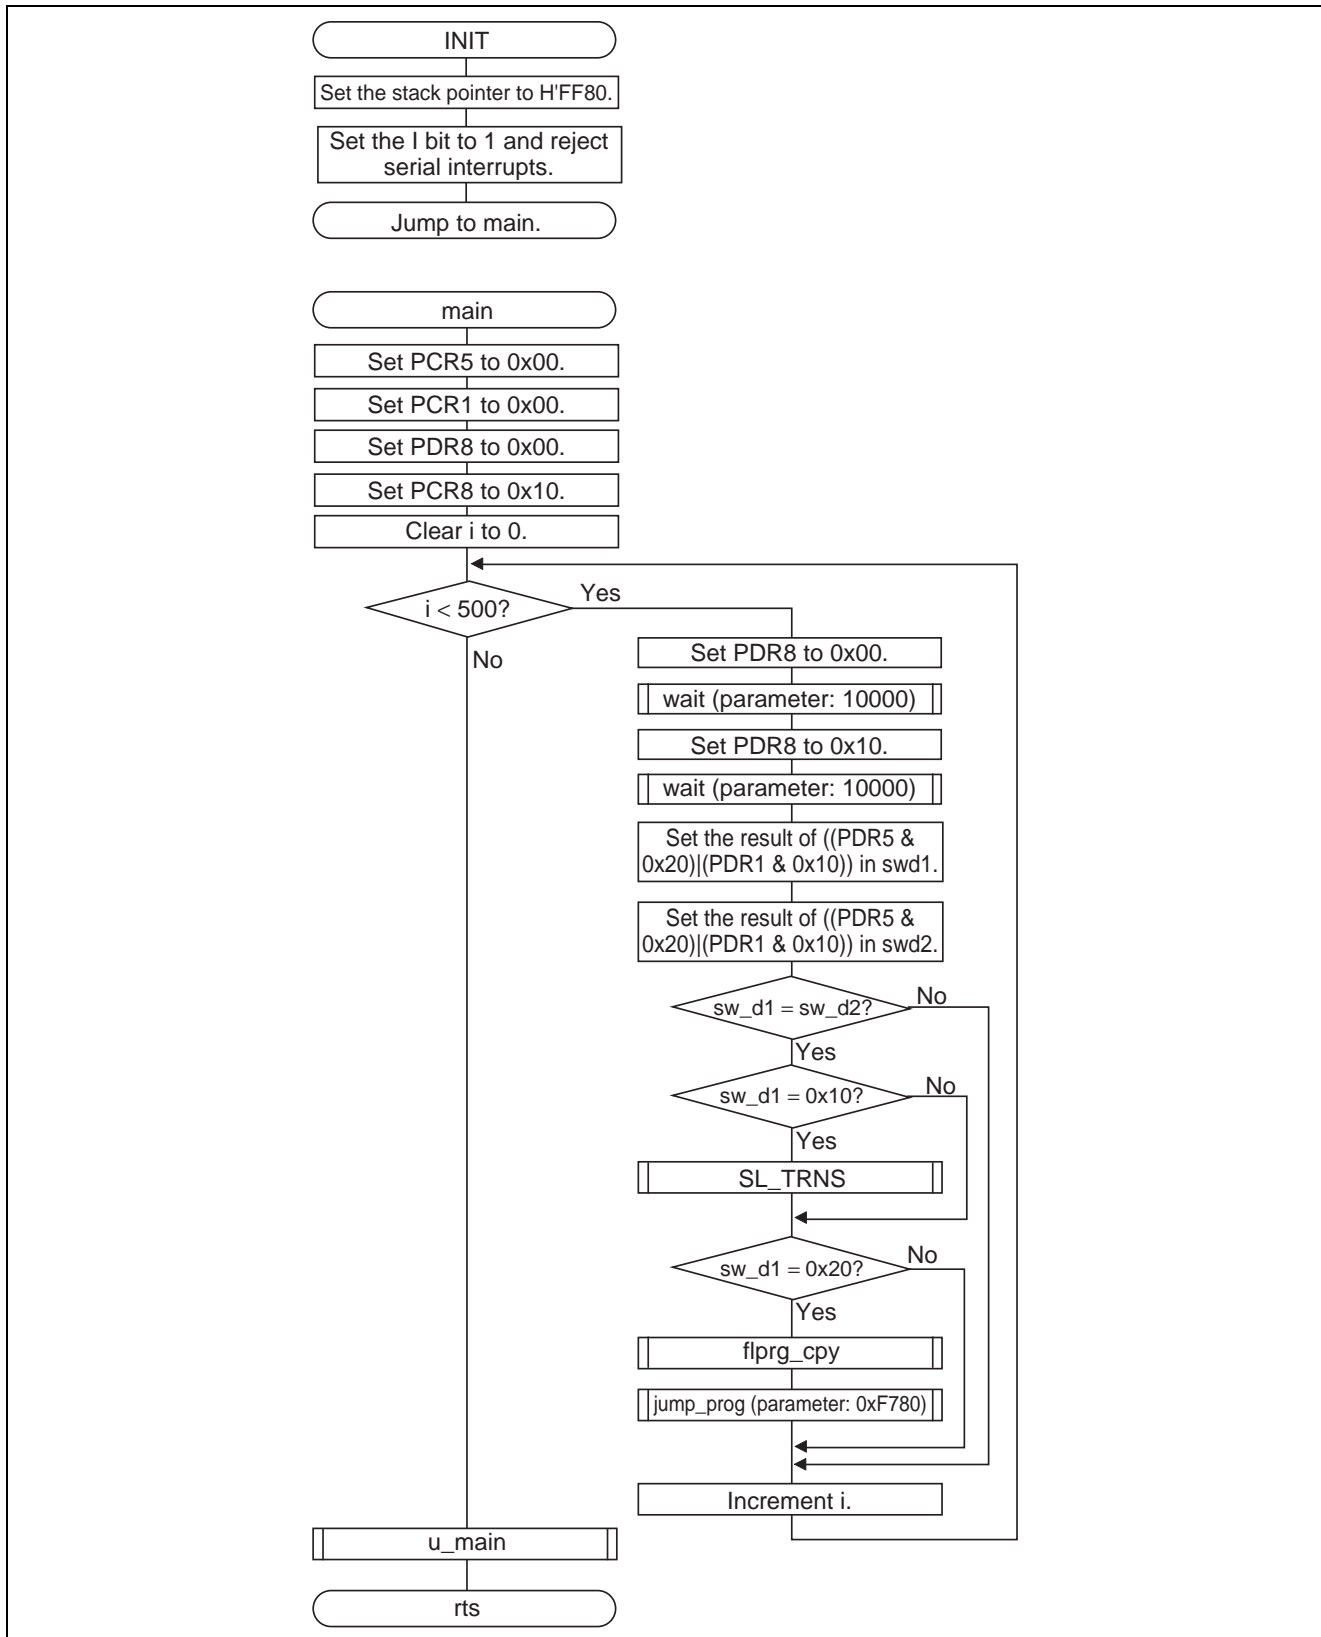 INIT
Set the stack pointer to H'FF80.
Set the I bit to 1 and reject
serial interrupts.
Jump to main.
main
Set PCR5 to 0x00.
Set PCR1 to 0x00.
Set PDR8 to 0x00.
Set PCR8 to 0x10.
Clear i to 0.
i < 500?
Yes
No
Set PDR8 to 0x00.
wait (parameter: 10000)
Set PDR8 to 0x10.
wait (parameter: 10000)
Set the result of ((PDR5 &
0x20)|(PDR1 & 0x10)) in swd1.
Set the result of ((PDR5 &
0x20)|(PDR1 & 0x10)) in swd2.
sw_d1 = sw_d2?
No
Yes
sw_d1 = 0x10?
No
Yes
SL_TRNS
sw_d1 = 0x20?
No
Yes
flprg_cpy
jump_prog (parameter: 0xF780)
Increment i.
u_main
rts